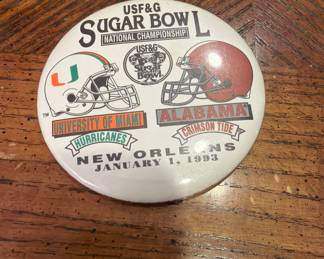 USF&G
SUGAR BOWL
NATIONAL CHAMPIONSHIP
USF&G
SUGAR
BOWL
U
TM
UNIVERSITY OF MIAMI
HURRICANES
ALABAMA
CRIMSON TIDE
NEW ORLEANS
JANUARY 1, 1993